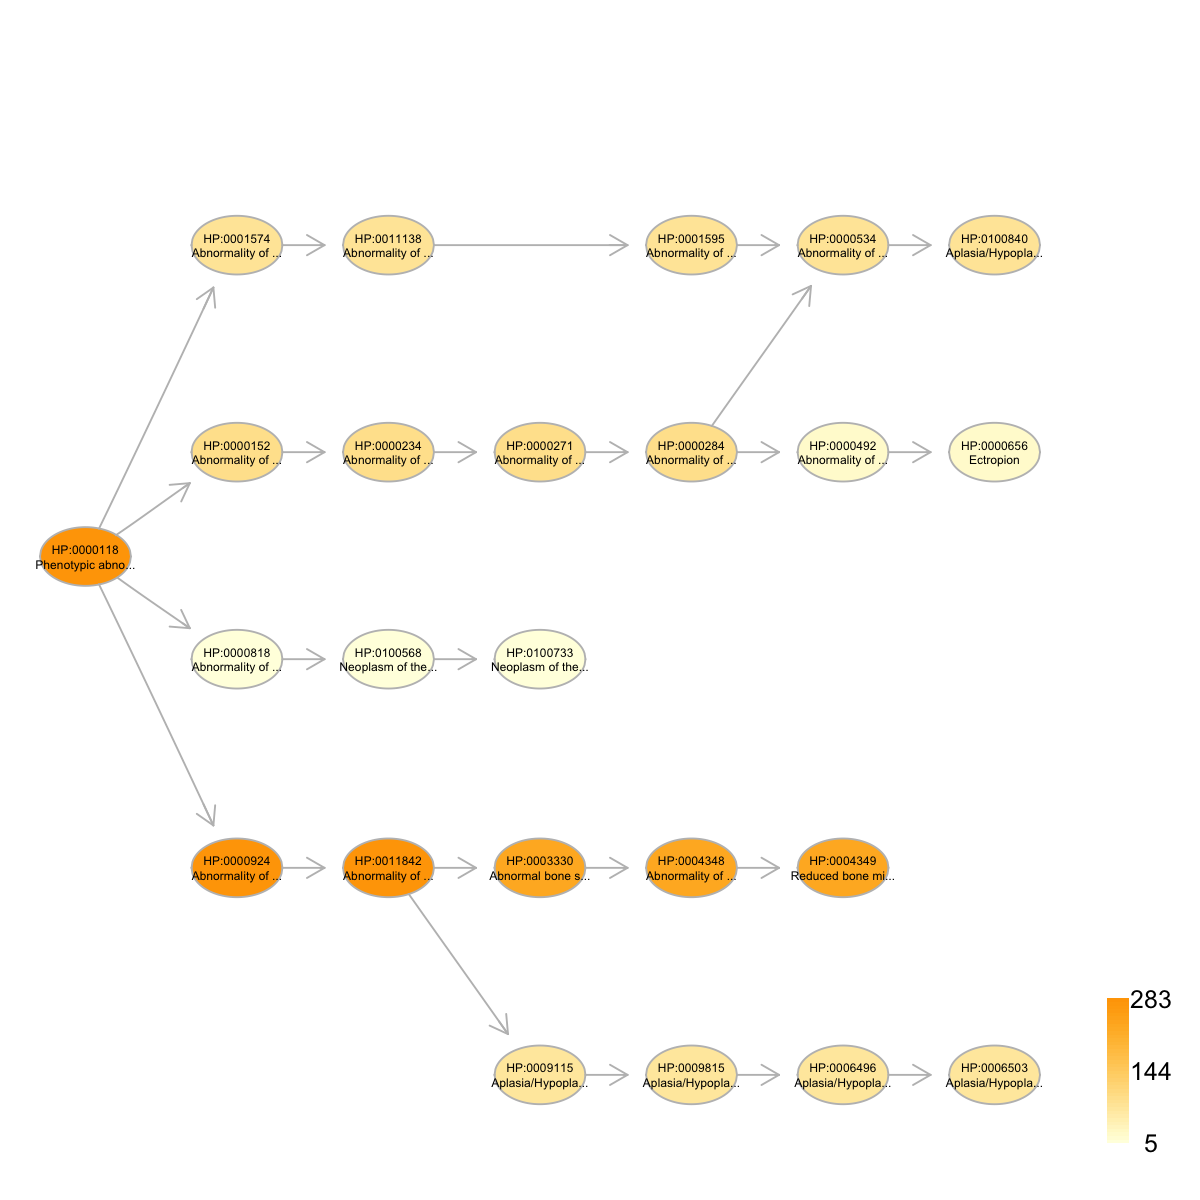 HP:0001574
Abnormality of ...
HP:0011138
Abnormality of ...
HP:0001595
Abnormality of ...
HP:0000534
Abnormality of ...
HP:0100840
Aplasia/Hypopla...
HP:0000152
Abnormality of ...
HP:0000234
Abnormality of ...
HP:0000271
Abnormality of ...
HP:0000284
Abnormality of ...
HP:0000492
Abnormality of ...
HP:0000656
Ectropion
HP:0000118
Phenotypic abno...
HP:0000818
Abnormality of ...
HP:0100568
Neoplasm of the...
HP:0100733
Neoplasm of the...
HP:0000924
Abnormality of ...
HP:0011842
Abnormality of ...
HP:0003330
Abnormal bone s...
HP:0004348
Abnormality of ...
HP:0004349
Reduced bone mi...
HP:0009115
Aplasia/Hypopla...
HP:0009815
Aplasia/Hypopla...
HP:0006496
Aplasia/Hypopla...
HP:0006503
Aplasia/Hypopla...
283
144
5